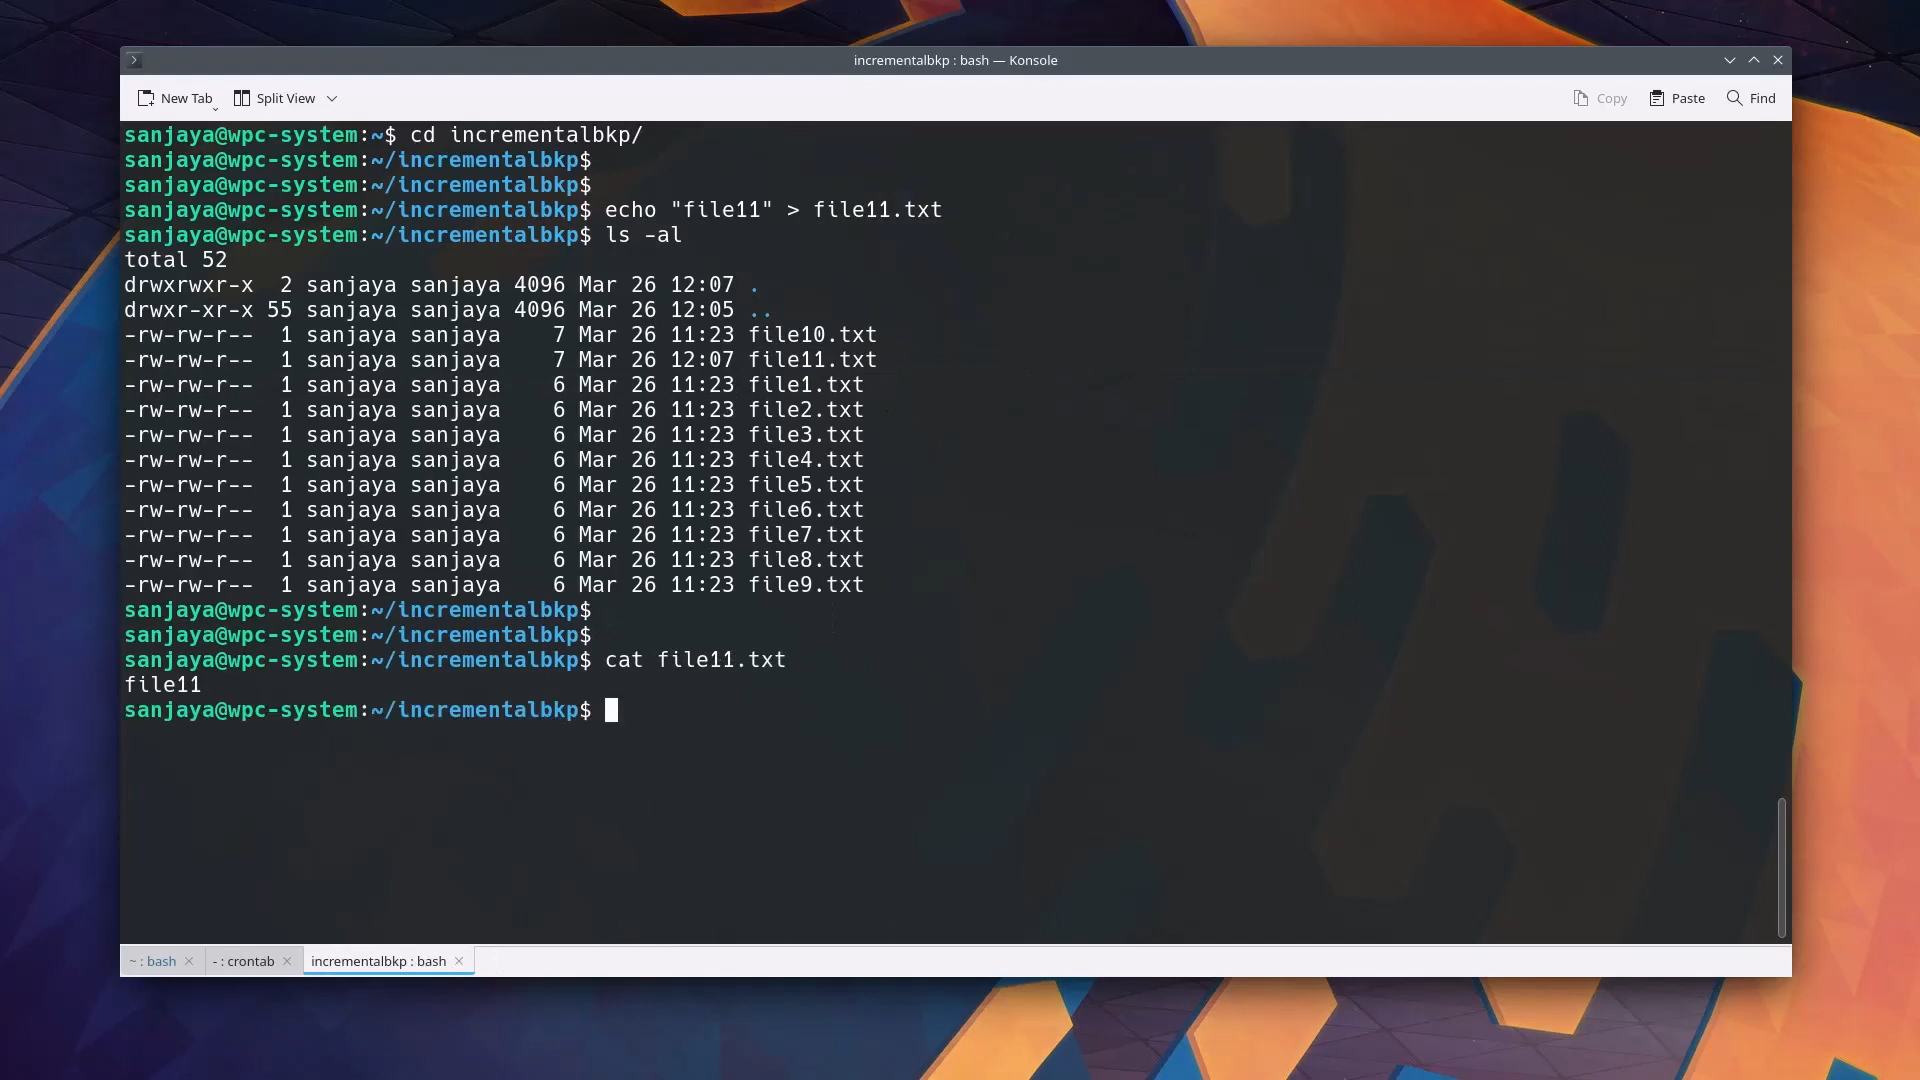 incrementalbkp : bash — Konsole
New Tab Split View Copy Paste Find
sanjaya@wpc-system:~$ cd incrementalbkp/
sanjaya@wpc-system:~/incrementalbkp$
sanjaya@wpc-system:~/incrementalbkp$
sanjaya@wpc-system:~/incrementalbkp$ echo "file11" > file11.txt
sanjaya@wpc-system:~/incrementalbkp$ ls -al
total 52
drwxrwxr-x  2 sanjaya sanjaya 4096 Mar 26 12:07 .
drwxr-xr-x 55 sanjaya sanjaya 4096 Mar 26 12:05 ..
-rw-rw-r--  1 sanjaya sanjaya    7 Mar 26 11:23 file10.txt
-rw-rw-r--  1 sanjaya sanjaya    7 Mar 26 12:07 file11.txt
-rw-rw-r--  1 sanjaya sanjaya    6 Mar 26 11:23 file1.txt
-rw-rw-r--  1 sanjaya sanjaya    6 Mar 26 11:23 file2.txt
-rw-rw-r--  1 sanjaya sanjaya    6 Mar 26 11:23 file3.txt
-rw-rw-r--  1 sanjaya sanjaya    6 Mar 26 11:23 file4.txt
-rw-rw-r--  1 sanjaya sanjaya    6 Mar 26 11:23 file5.txt
-rw-rw-r--  1 sanjaya sanjaya    6 Mar 26 11:23 file6.txt
-rw-rw-r--  1 sanjaya sanjaya    6 Mar 26 11:23 file7.txt
-rw-rw-r--  1 sanjaya sanjaya    6 Mar 26 11:23 file8.txt
-rw-rw-r--  1 sanjaya sanjaya    6 Mar 26 11:23 file9.txt
sanjaya@wpc-system:~/incrementalbkp$
sanjaya@wpc-system:~/incrementalbkp$
sanjaya@wpc-system:~/incrementalbkp$ cat file11.txt
file11
sanjaya@wpc-system:~/incrementalbkp$
~ : bash - : crontab incrementalbkp : bash